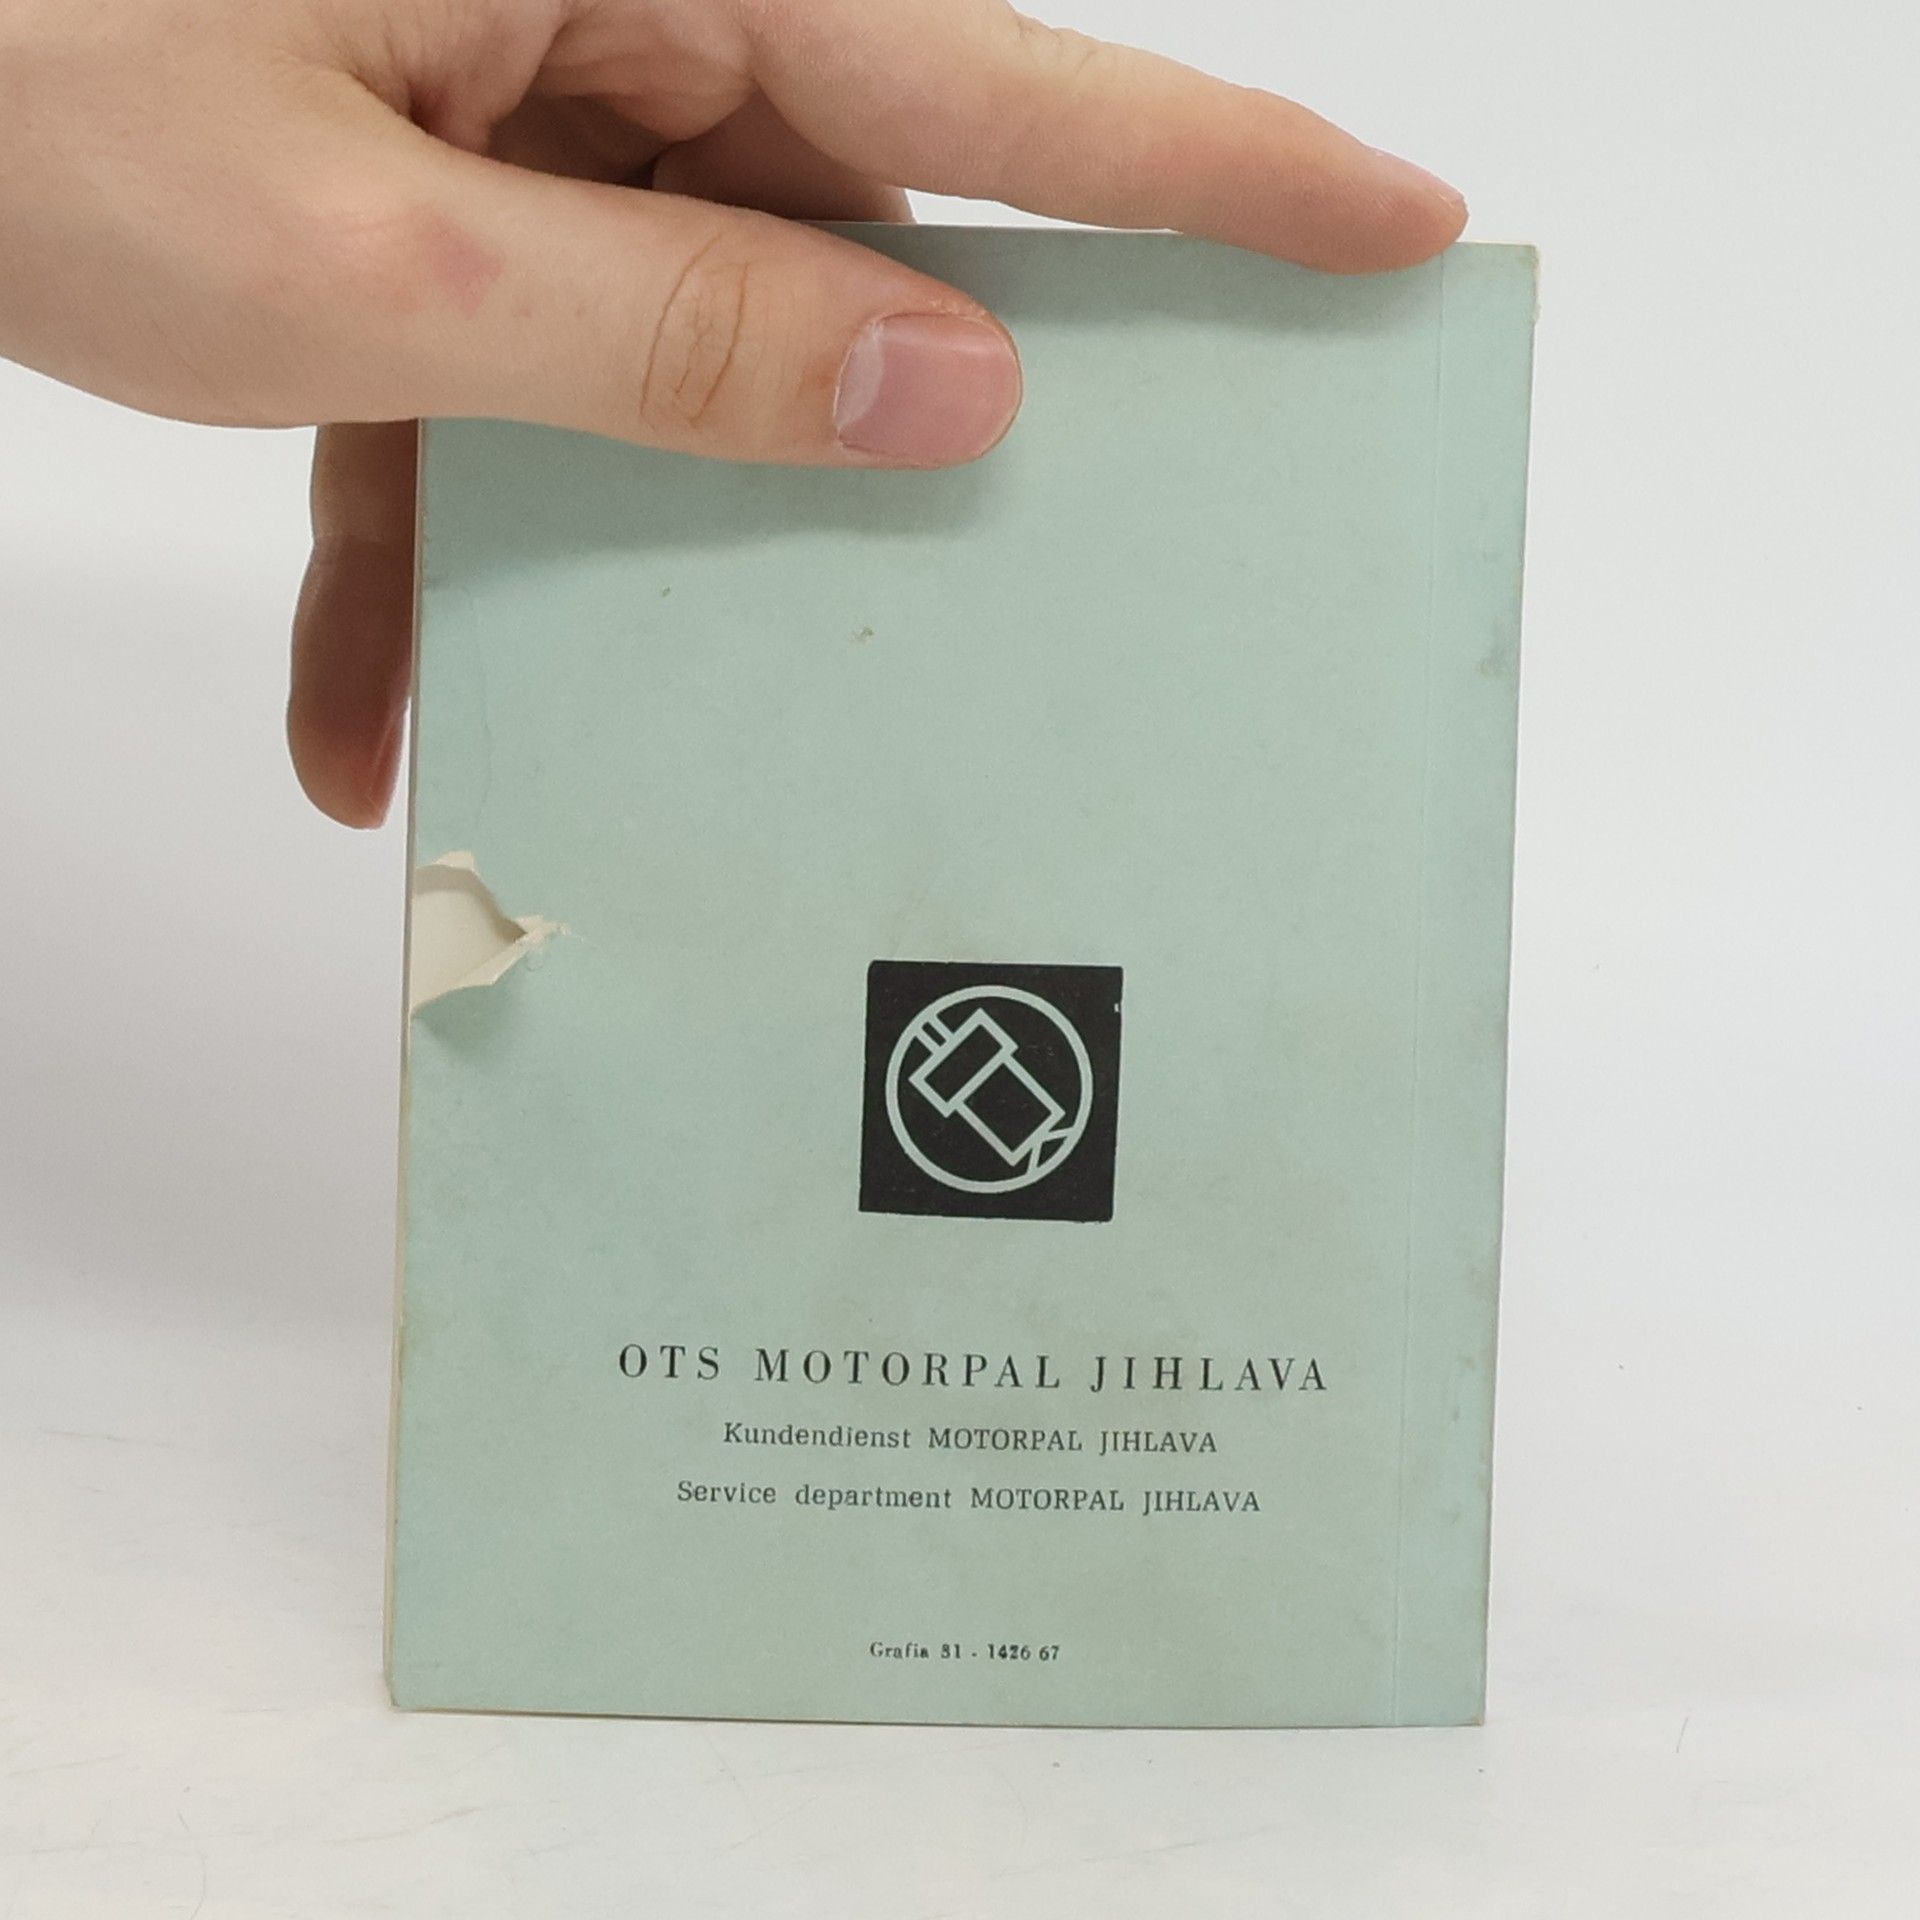 OTS MOTORPAL JIHLAVA
Kundendienst MOTORPAL JIHLAVA
Service department MOTORPAL JIHLAVA
Grafia 31 - 1426 67